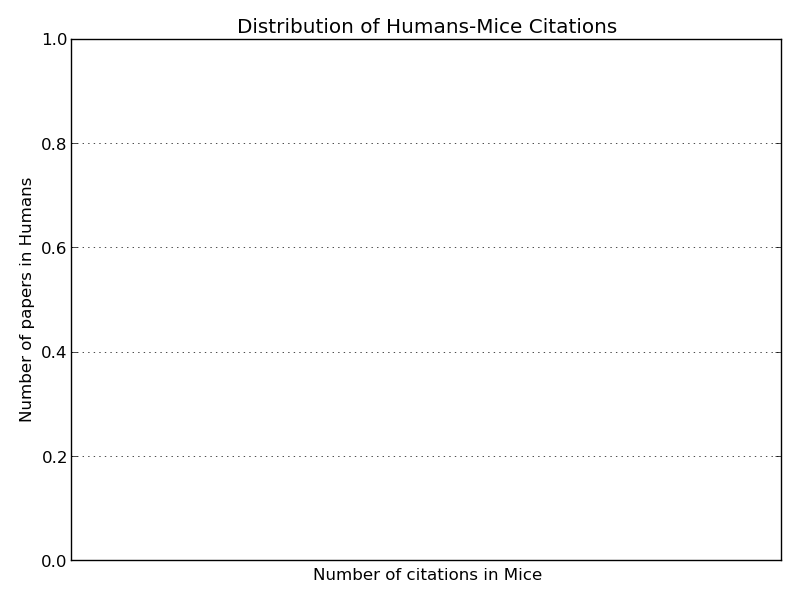 Distribution of Humans-Mice Citations
1.0
0.8
0.6
0.4
0.2
0.0
Number of papers in Humans
Number of citations in Mice